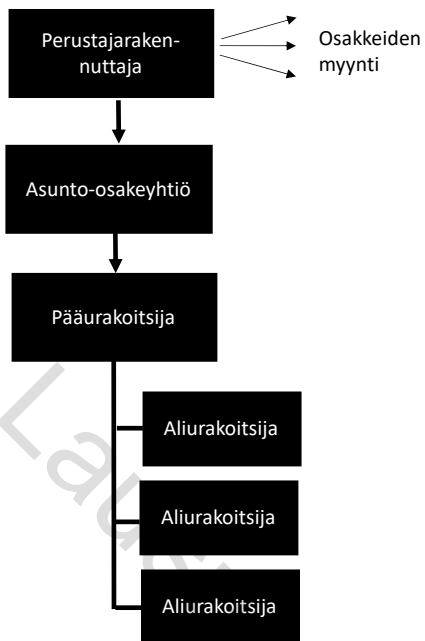 Perustajaraken-
nuttaja
Osakkeiden
myynti
Asunto-osakeyhtiö
Pääurakoitsija
Aliurakoitsija
Aliurakoitsija
Aliurakoitsija